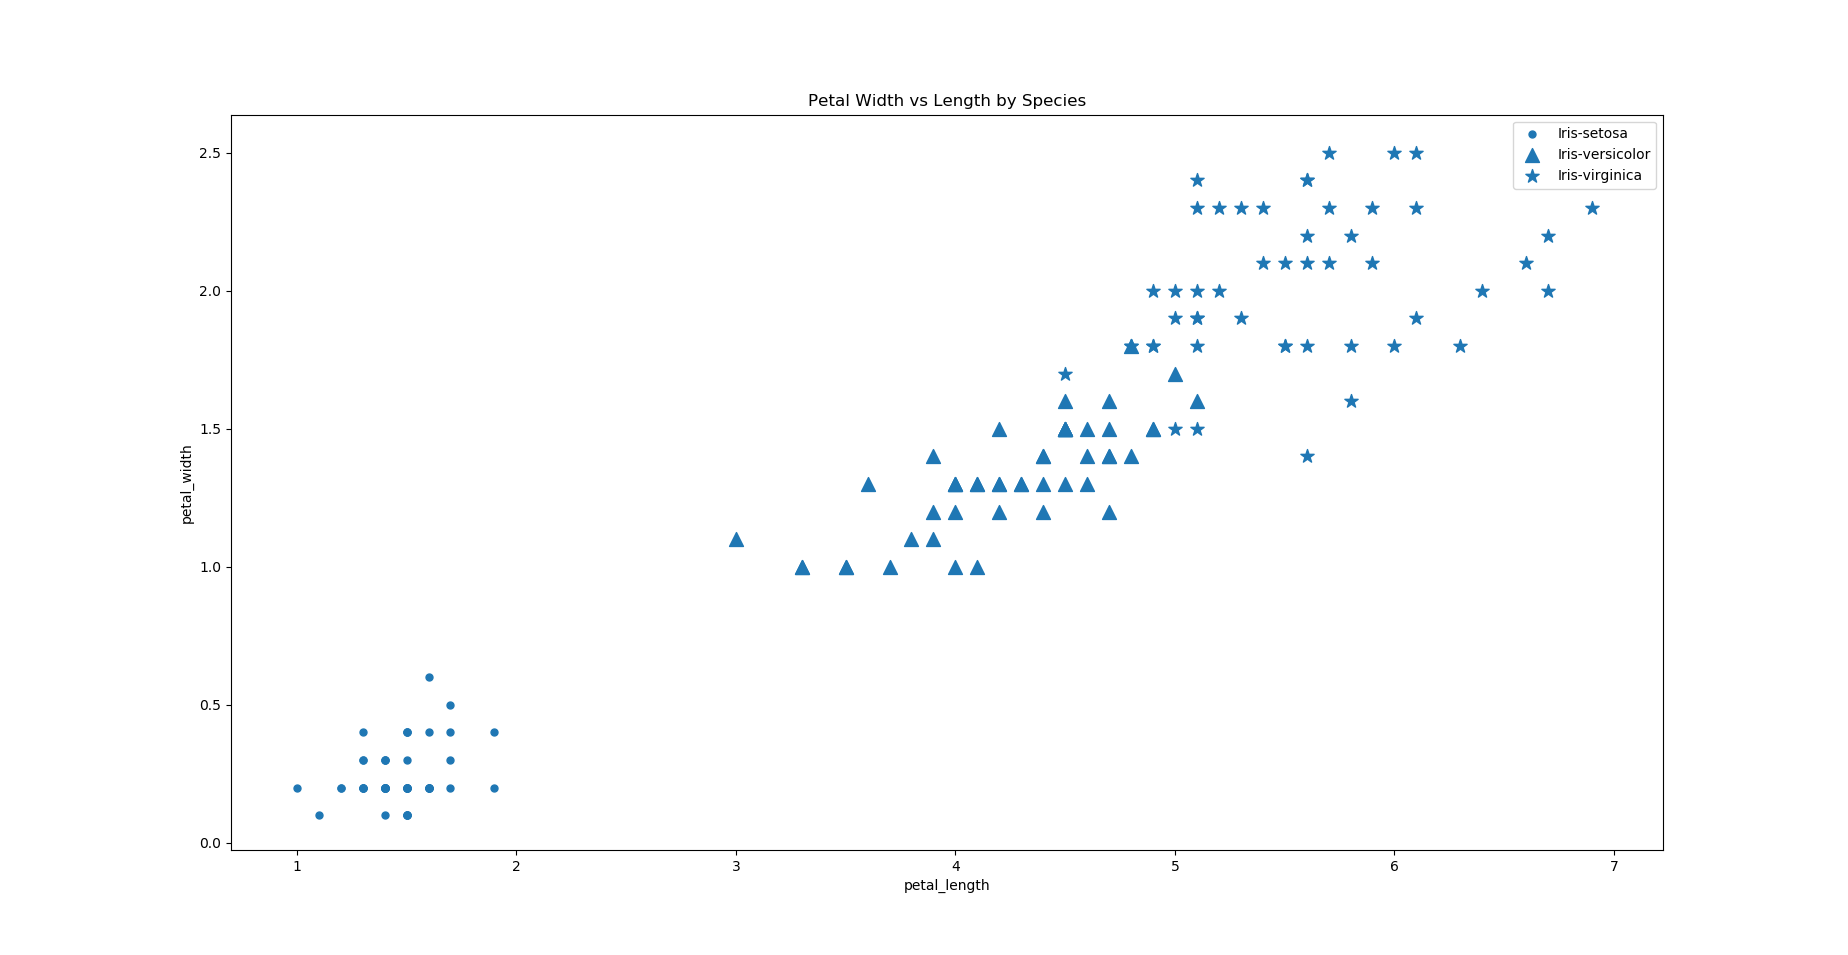 Petal Width vs Length by Species
Iris-setosa
Iris-versicolor
Iris-virginica
2.5
2.0
1.5
1.0
0.5
0.0
petal_width
1 2 3 4 5 6 7
petal_length